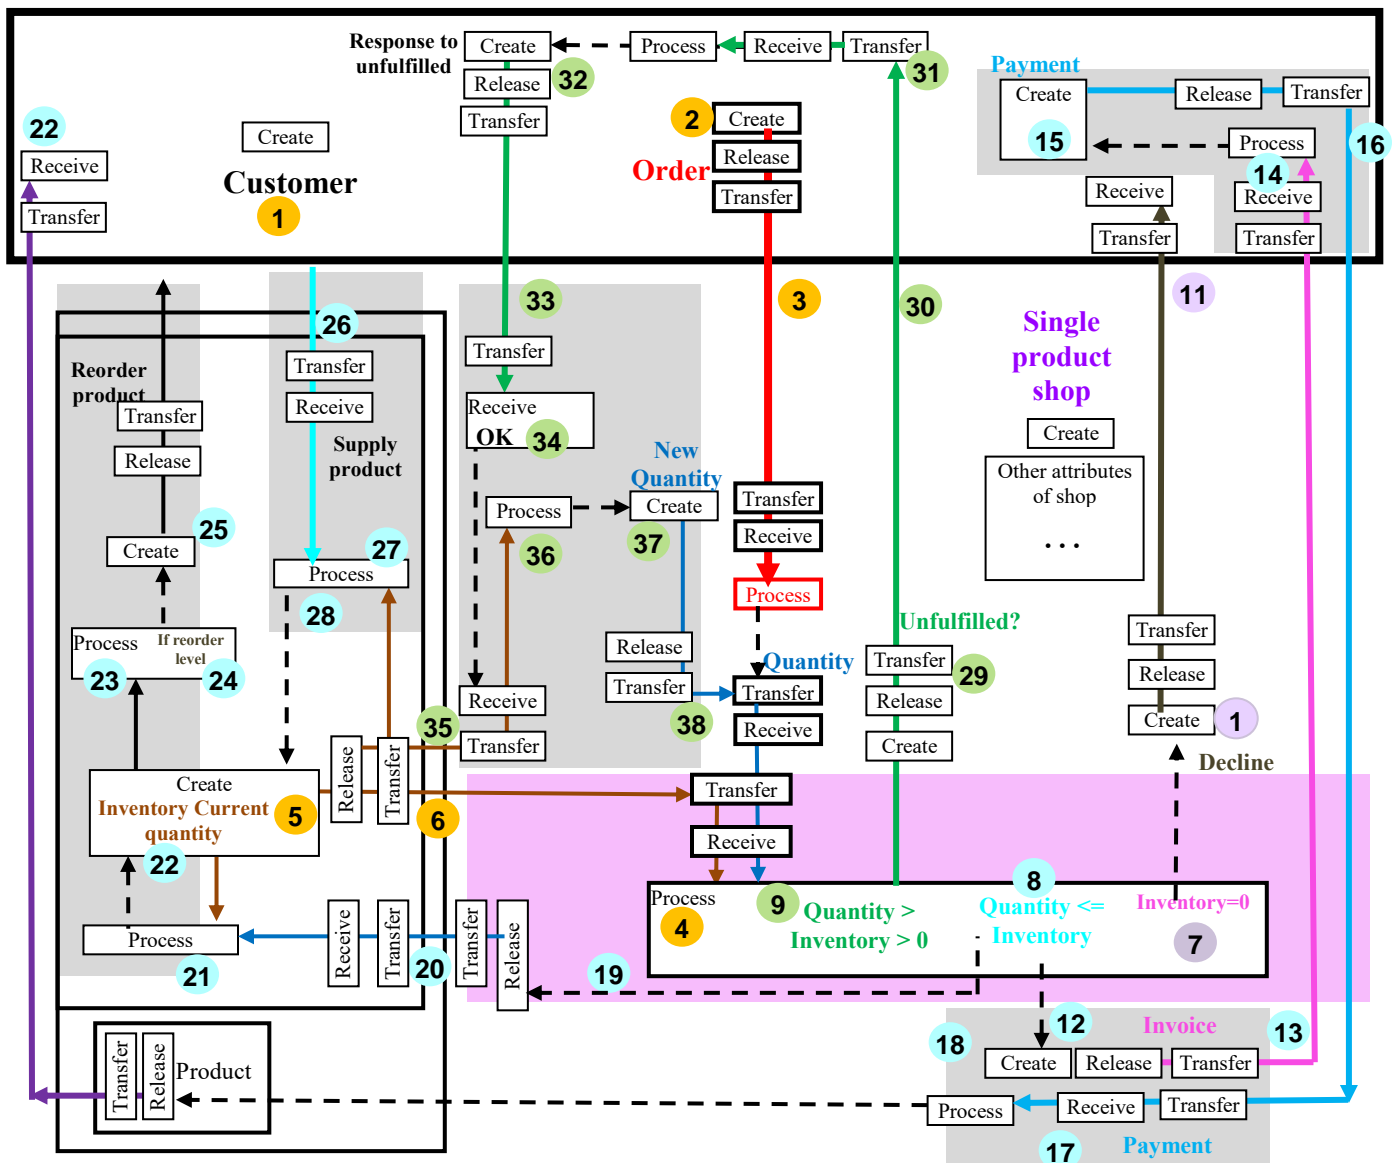 Response to
unfulfilled
Create
Process
Receive
Transfer
31
32
Release
Transfer
Payment
Create
15
Release
Transfer
16
Process
14
Receive
Transfer
Receive
Transfer
11
22
Receive
Transfer
Create
Customer
1
2
Create
Order
Release
Transfer
3
30
33
26
Single
product
shop
Create
Other attributes
of shop
...
Reorder
product
Transfer
Release
25
Create
Process
If reorder
level
23
24
Transfer
Receive
Supply
product
27
Process
28
Transfer
Receive
OK
34
New
Quantity
Process
36
Create
37
Transfer
Receive
Process
Quantity
Release
Transfer
38
Transfer
Receive
Unfulfilled?
Transfer
29
Release
Create
Transfer
Release
Create
1
Decline
Receive
35
Transfer
Create
Inventory Current
quantity
5
22
Release
Transfer
6
Transfer
Receive
Process
4
9
Quantity >
Inventory > 0
8
Quantity <=
Inventory
Inventory=0
7
Process
21
Receive
Transfer
20
Transfer
Release
19
12
Invoice
13
18
Create
Release
Transfer
Process
Receive
Transfer
17
Payment
Transfer
Release
Product